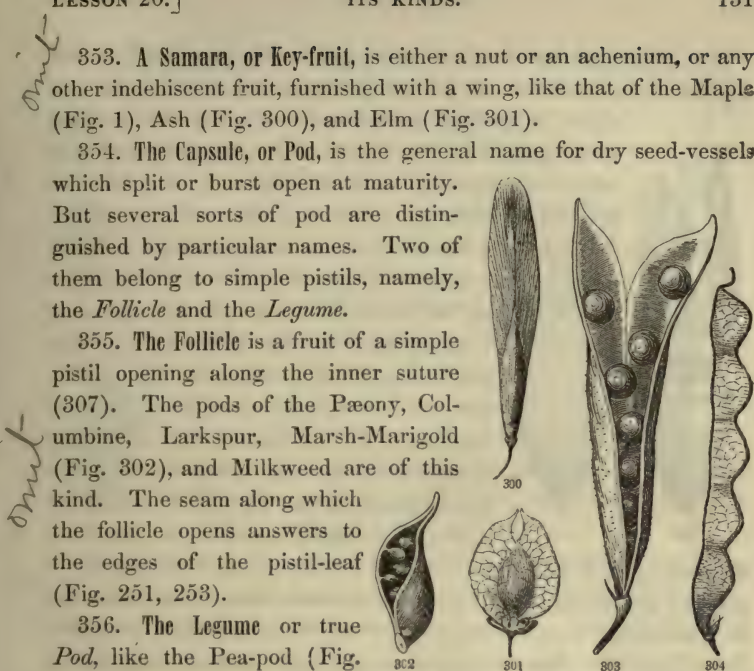 LESSON 20.] ITS KINDS. 131
omit
353. A Samara, or Key-fruit, is either a nut or an achenium, or any
other indehiscent fruit, furnished with a wing, like that of the Maple
(Fig. 1), Ash (Fig. 300), and Elm (Fig. 301).
354. The Capsule, or Pod, is the general name for dry seed-vessels
which split or burst open at maturity.
But several sorts of pod are distin-
guished by particular names. Two of
them belong to simple pistils, namely,
the Follicle and the Legume.
355. The Follicle is a fruit of a simple
pistil opening along the inner suture
(307). The pods of the Pæony, Col-
umbine, Larkspur, Marsh-Marigold
omit
(Fig. 302), and Milkweed are of this
kind. The seam along which
the follicle opens answers to
the edges of the pistil-leaf
(Fig. 251, 253).
356. The Legume or true
Pod, like the Pea-pod (Fig.
300
302 301 303 304